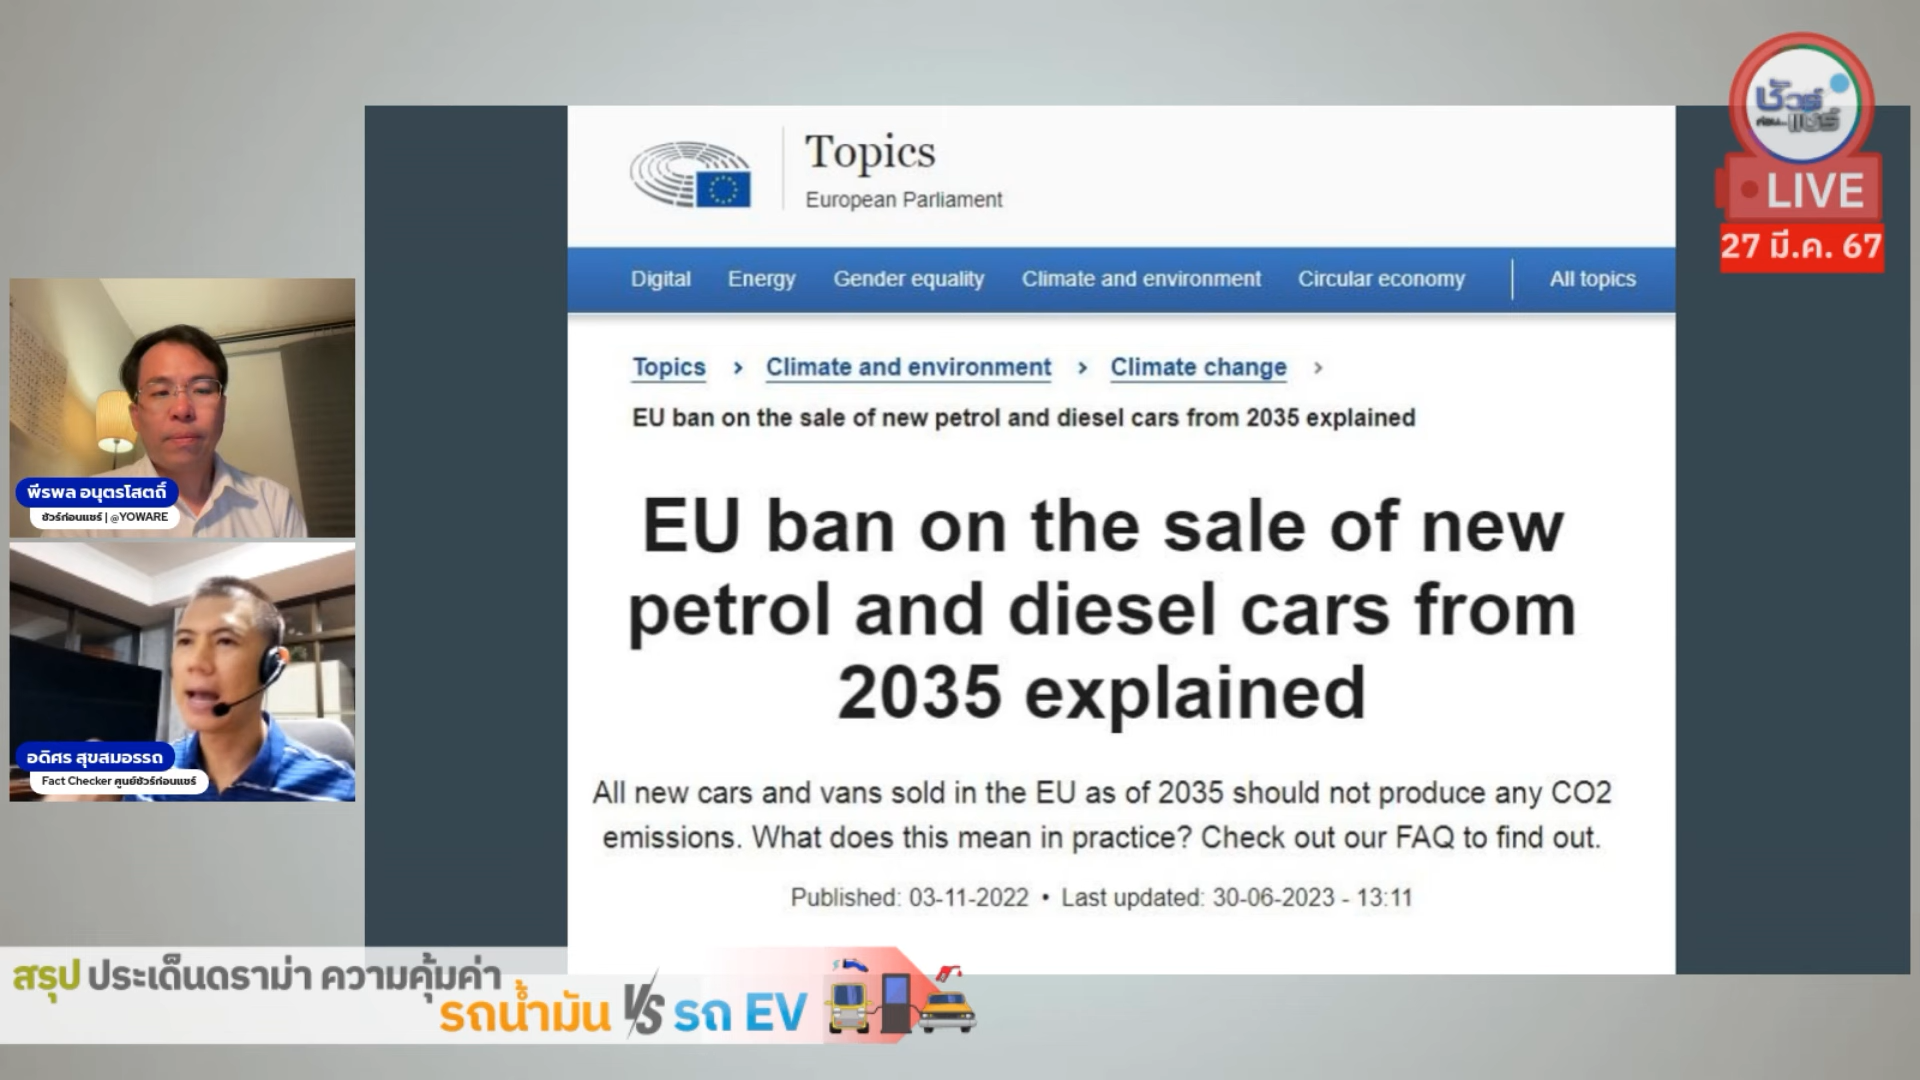 ชัวร์
ก่อน...แชร์
LIVE
27 มี.ค. 67
Topics
European Parliament
Digital Energy Gender equality Climate and environment Circular economy All topics
Topics > Climate and environment > Climate change >
EU ban on the sale of new petrol and diesel cars from 2035 explained
EU ban on the sale of new
petrol and diesel cars from
2035 explained
All new cars and vans sold in the EU as of 2035 should not produce any CO2
emissions. What does this mean in practice? Check out our FAQ to find out.
Published: 03-11-2022 • Last updated: 30-06-2023 - 13:11
พีรพล อนุตรโสตถิ์
ชัวร์ก่อนแชร์ | @YOWARE
อดิศร สุขสมอรรถ
Fact Checker ศูนย์ชัวร์ก่อนแชร์
สรุป ประเด็นดราม่า ความคุ้มค่า
รถน้ำมัน VS รถ EV